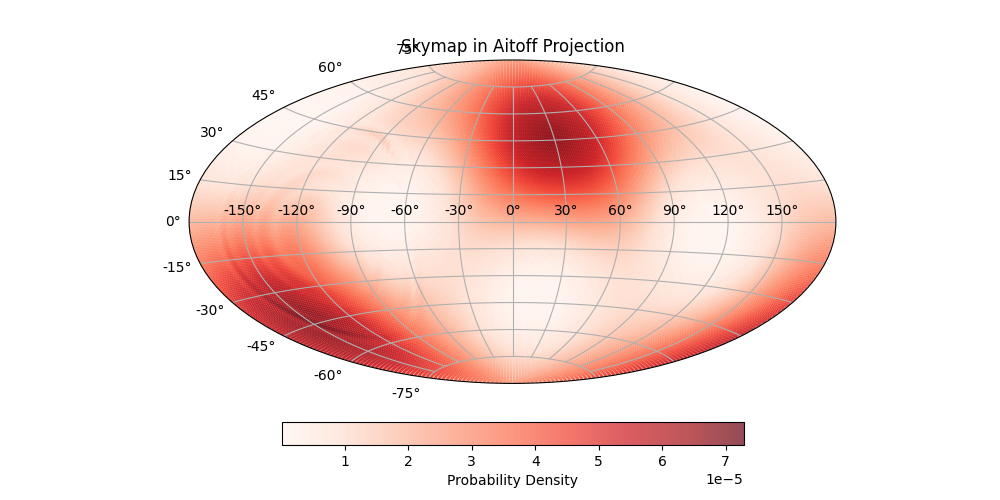 Skymap in Aitoff Projection
75°
60°
45°
30°
15°
-150° -120° -90° -60° -30° 0° 30° 60° 90° 120° 150°
0°
-15°
-30°
-45°
-60°
-75°
1 2 3 4 5 6 7
1e−5
Probability Density